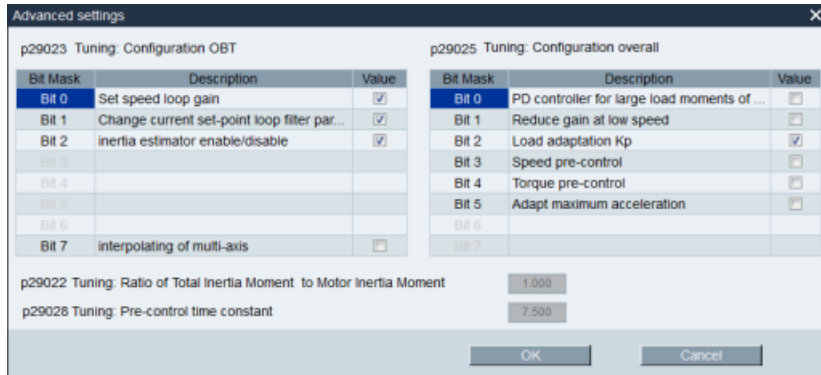 Advanced settings
p29023 Tuning: Configuration OBT
Bit Mask Description Value
Bit 0 Set speed loop gain
Bit 1 Change current set-point loop filter par...
Bit 2 inertia estimator enable/disable
Bit 3
Bit 4
Bit 5
Bit 6
Bit 7 interpolating of multi-axis
p29025 Tuning: Configuration overall
Bit Mask Description Value
Bit 0 PD controller for large load moments of ...
Bit 1 Reduce gain at low speed
Bit 2 Load adaptation Kp
Bit 3 Speed pre-control
Bit 4 Torque pre-control
Bit 5 Adapt maximum acceleration
Bit 6
Bit 7
p29022 Tuning: Ratio of Total Inertia Moment to Motor Inertia Moment 1.000
p29028 Tuning: Pre-control time constant 7.500
OK Cancel